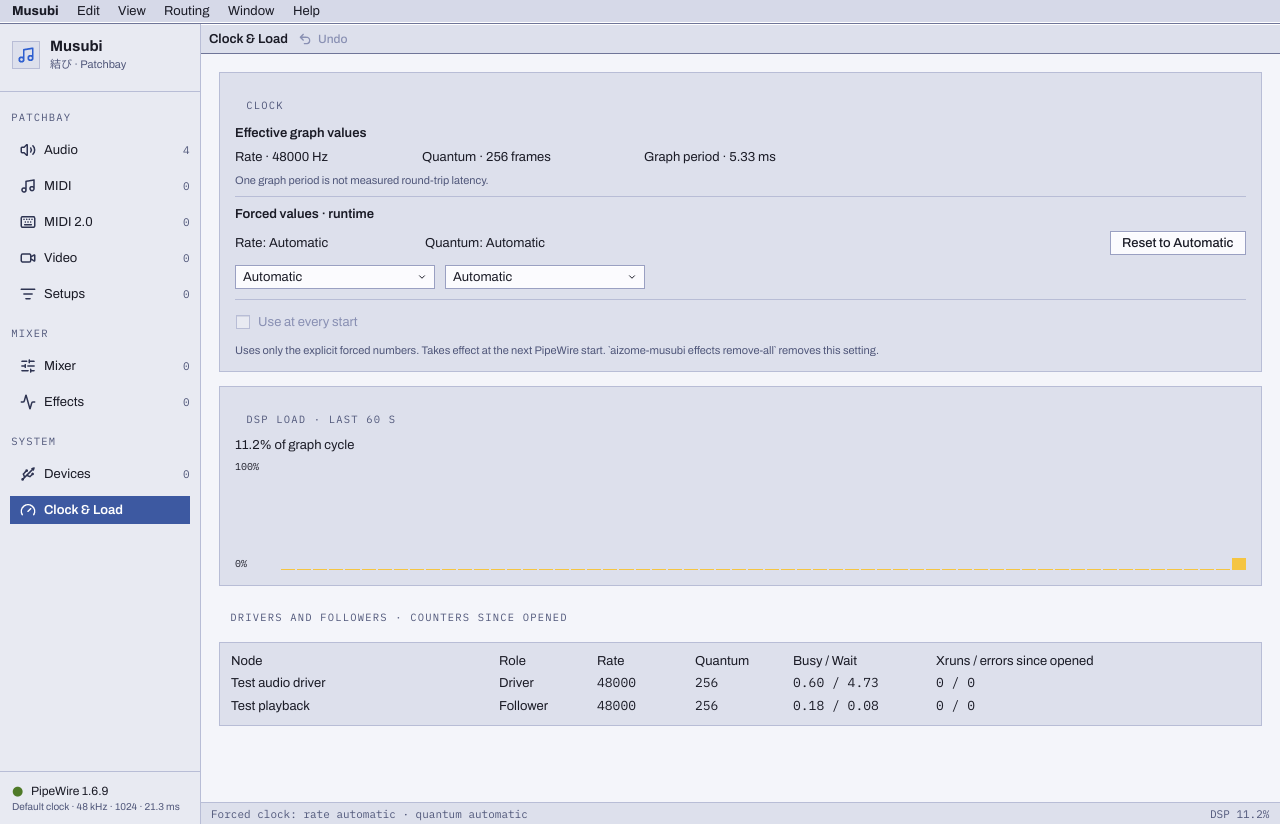 Musubi Edit View Routing Window Help
Musubi
結び · Patchbay
Clock & Load Undo
PATCHBAY
Audio 4
MIDI 0
MIDI 2.0 0
Video 0
Setups 0
MIXER
Mixer 0
Effects 0
SYSTEM
Devices 0
Clock & Load
PipeWire 1.6.9
Default clock · 48 kHz · 1024 · 21.3 ms
CLOCK
Effective graph values
Rate · 48000 Hz Quantum · 256 frames Graph period · 5.33 ms
One graph period is not measured round-trip latency.
Forced values · runtime
Rate: Automatic Quantum: Automatic Reset to Automatic
Automatic Automatic
Use at every start
Uses only the explicit forced numbers. Takes effect at the next PipeWire start. `aizome-musubi effects remove-all` removes this setting.
DSP LOAD · LAST 60 S
11.2% of graph cycle
100%
0%
DRIVERS AND FOLLOWERS · COUNTERS SINCE OPENED
Node Role Rate Quantum Busy / Wait Xruns / errors since opened
Test audio driver Driver 48000 256 0.60 / 4.73 0 / 0
Test playback Follower 48000 256 0.18 / 0.08 0 / 0
Forced clock: rate automatic · quantum automatic DSP 11.2%